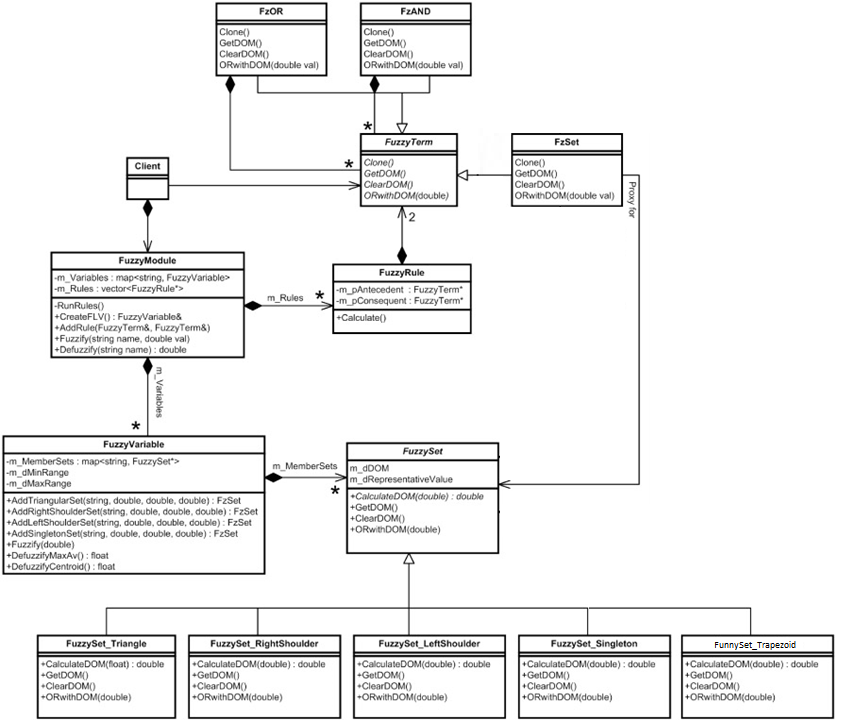 FzOR
Clone()
GetDOM()
ClearDOM()
ORwithDOM(double val)
FzAND
Clone()
GetDOM()
ClearDOM()
ORwithDOM(double val)
*
*
FuzzyTerm
Clone()
GetDOM()
ClearDOM()
ORwithDOM(double)
FzSet
Clone()
GetDOM()
ClearDOM()
ORwithDOM(double val)
Proxy for
Client
2
FuzzyModule
-m_Variables : map<string, FuzzyVariable>
-m_Rules : vector<FuzzyRule*>
-RunRules()
+CreateFLV() : FuzzyVariable&
+AddRule(FuzzyTerm&, FuzzyTerm&)
+Fuzzify(string name, double val)
+Defuzzify(string name) : double
m_Rules
*
FuzzyRule
-m_pAntecedent : FuzzyTerm*
-m_pConsequent : FuzzyTerm*
+Calculate()
m_Variables
*
FuzzyVariable
-m_MemberSets : map<string, FuzzySet*>
-m_dMinRange
-m_dMaxRange
+AddTriangularSet(string, double, double, double) : FzSet
+AddRightShoulderSet(string, double, double, double) : FzSet
+AddLeftShoulderSet(string, double, double, double) : FzSet
+AddSingletonSet(string, double, double, double) : FzSet
+Fuzzify(double)
+DefuzzifyMaxAv() : float
+DefuzzifyCentroid() : float
m_MemberSets
*
FuzzySet
m_dDOM
m_dRepresentativeValue
+CalculateDOM(double) : double
+GetDOM()
+ClearDOM()
+ORwithDOM(double)
FuzzySet_Triangle
+CalculateDOM(float) : double
+GetDOM()
+ClearDOM()
+ORwithDOM(double)
FuzzySet_RightShoulder
+CalculateDOM(double) : double
+GetDOM()
+ClearDOM()
+ORwithDOM(double)
FuzzySet_LeftShoulder
+CalculateDOM(double) : double
+GetDOM()
+ClearDOM()
+ORwithDOM(double)
FuzzySet_Singleton
+CalculateDOM(double) : double
+GetDOM()
+ClearDOM()
+ORwithDOM(double)
FunnySet_Trapezoid
+CalculateDOM(double) : double
+GetDOM()
+ClearDOM()
+ORwithDOM(double)